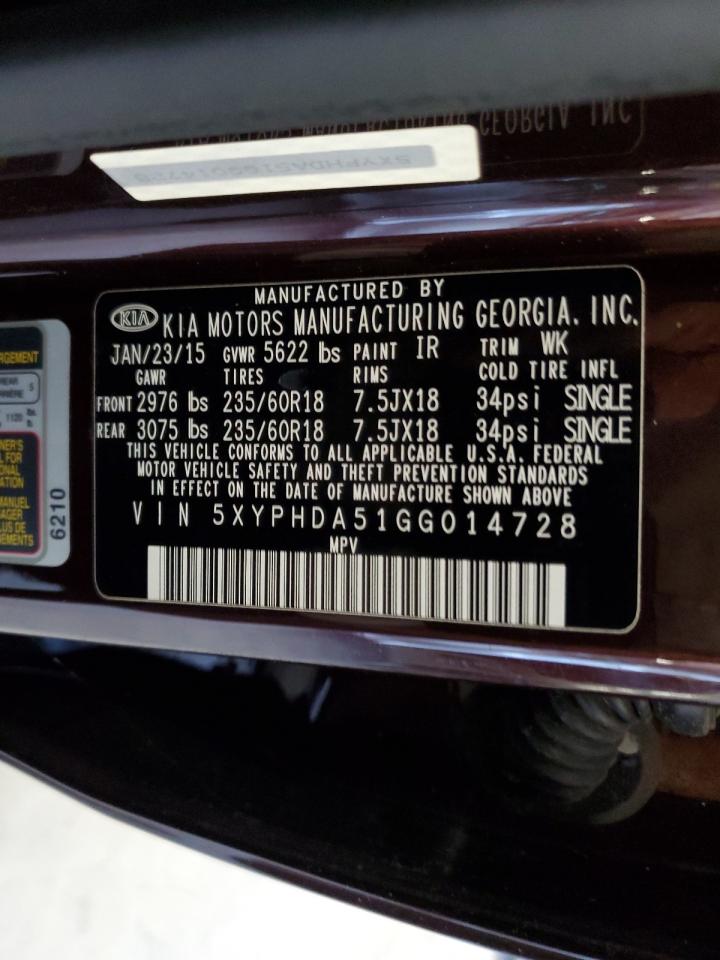 MANUFACTURED BY
KIA KIA MOTORS MANUFACTURING GEORGIA. INC.
JAN/23/15 GVWR 5622 lbs PAINT IR TRIM WK
GAWR TIRES RIMS COLD TIRE INFL
FRONT 2976 lbs 235/60R18 7.5JX18 34psi SINGLE
REAR 3075 lbs 235/60R18 7.5JX18 34psi SINGLE
THIS VEHICLE CONFORMS TO ALL APPLICABLE U.S.A. FEDERAL
MOTOR VEHICLE SAFETY AND THEFT PREVENTION STANDARDS
IN EFFECT ON THE DATE OF MANUFACTURE SHOWN ABOVE
VIN 5XYPHDA51GG014728
MPV
6210